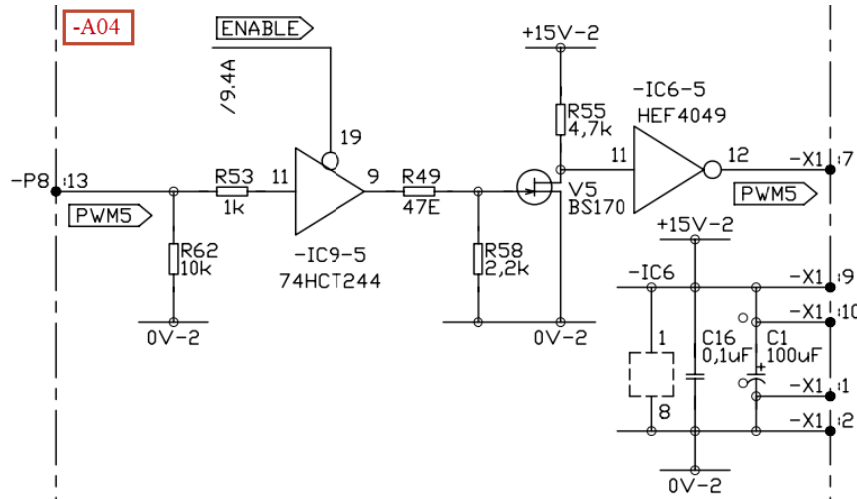 -A04
ENABLE
/9.4A
19
+15V-2
-IC6-5
HEF4049
R55
4,7k
-P8
:13
PWM5
R53
1k
11
9
R49
47E
11
12
-X1
:7
PWM5
V5
BS170
R62
10k
-IC9-5
74HCT244
R58
2,2k
0V-2
0V-2
+15V-2
-IC6
-X1
:9
-X1
:10
1
8
C16
0,1uF
C1
100uF
+
-X1
:1
-X1
:2
0V-2